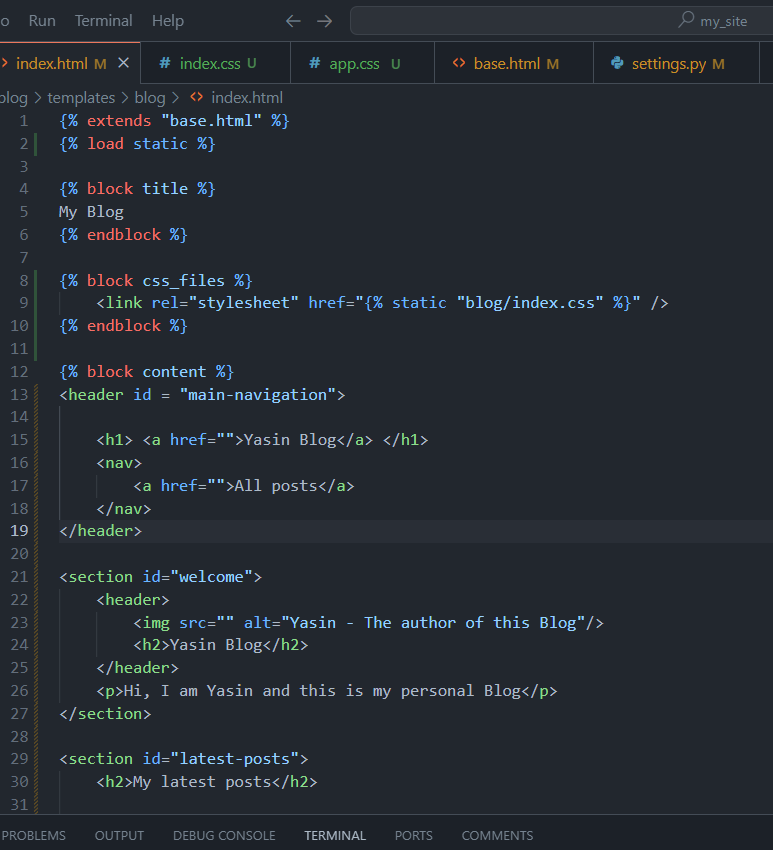 Run Terminal Help ← → my_site
index.html M × # index.css U # app.css U <> base.html M settings.py M
blog > templates > blog > <> index.html
1 {% extends "base.html" %}
2 {% load static %}
3
4 {% block title %}
5 My Blog
6 {% endblock %}
7
8 {% block css_files %}
9 <link rel="stylesheet" href="{% static "blog/index.css" %}" />
10 {% endblock %}
11
12 {% block content %}
13 <header id = "main-navigation">
14
15 <h1> <a href="">Yasin Blog</a> </h1>
16 <nav>
17 <a href="">All posts</a>
18 </nav>
19 </header>
20
21 <section id="welcome">
22 <header>
23 <img src="" alt="Yasin - The author of this Blog"/>
24 <h2>Yasin Blog</h2>
25 </header>
26 <p>Hi, I am Yasin and this is my personal Blog</p>
27 </section>
28
29 <section id="latest-posts">
30 <h2>My latest posts</h2>
31
PROBLEMS OUTPUT DEBUG CONSOLE TERMINAL PORTS COMMENTS